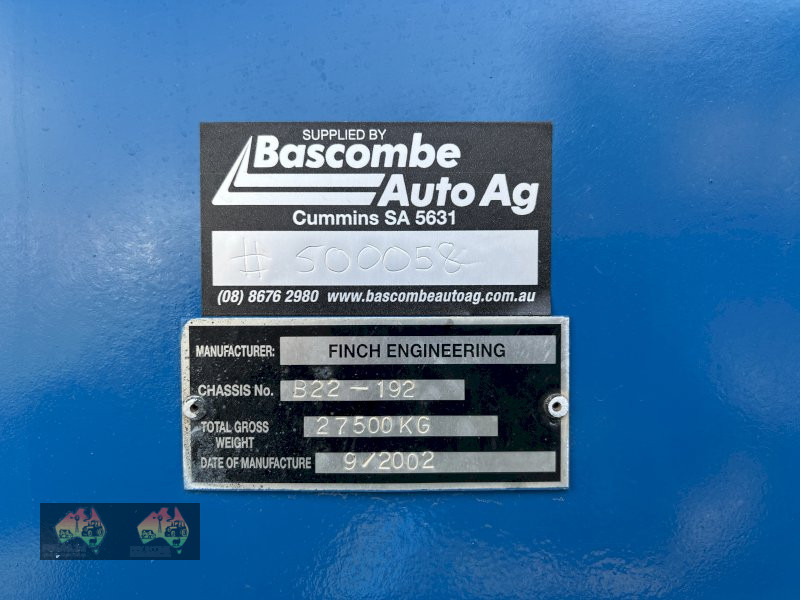 SUPPLIED BY
Bascombe
Auto Ag
Cummins SA 5631
# 500058
(08) 8676 2980 www.bascombeautoag.com.au
MANUFACTURER: FINCH ENGINEERING
CHASSIS No. B22-192
TOTAL GROSS WEIGHT 27500KG
DATE OF MANUFACTURE 9/2002